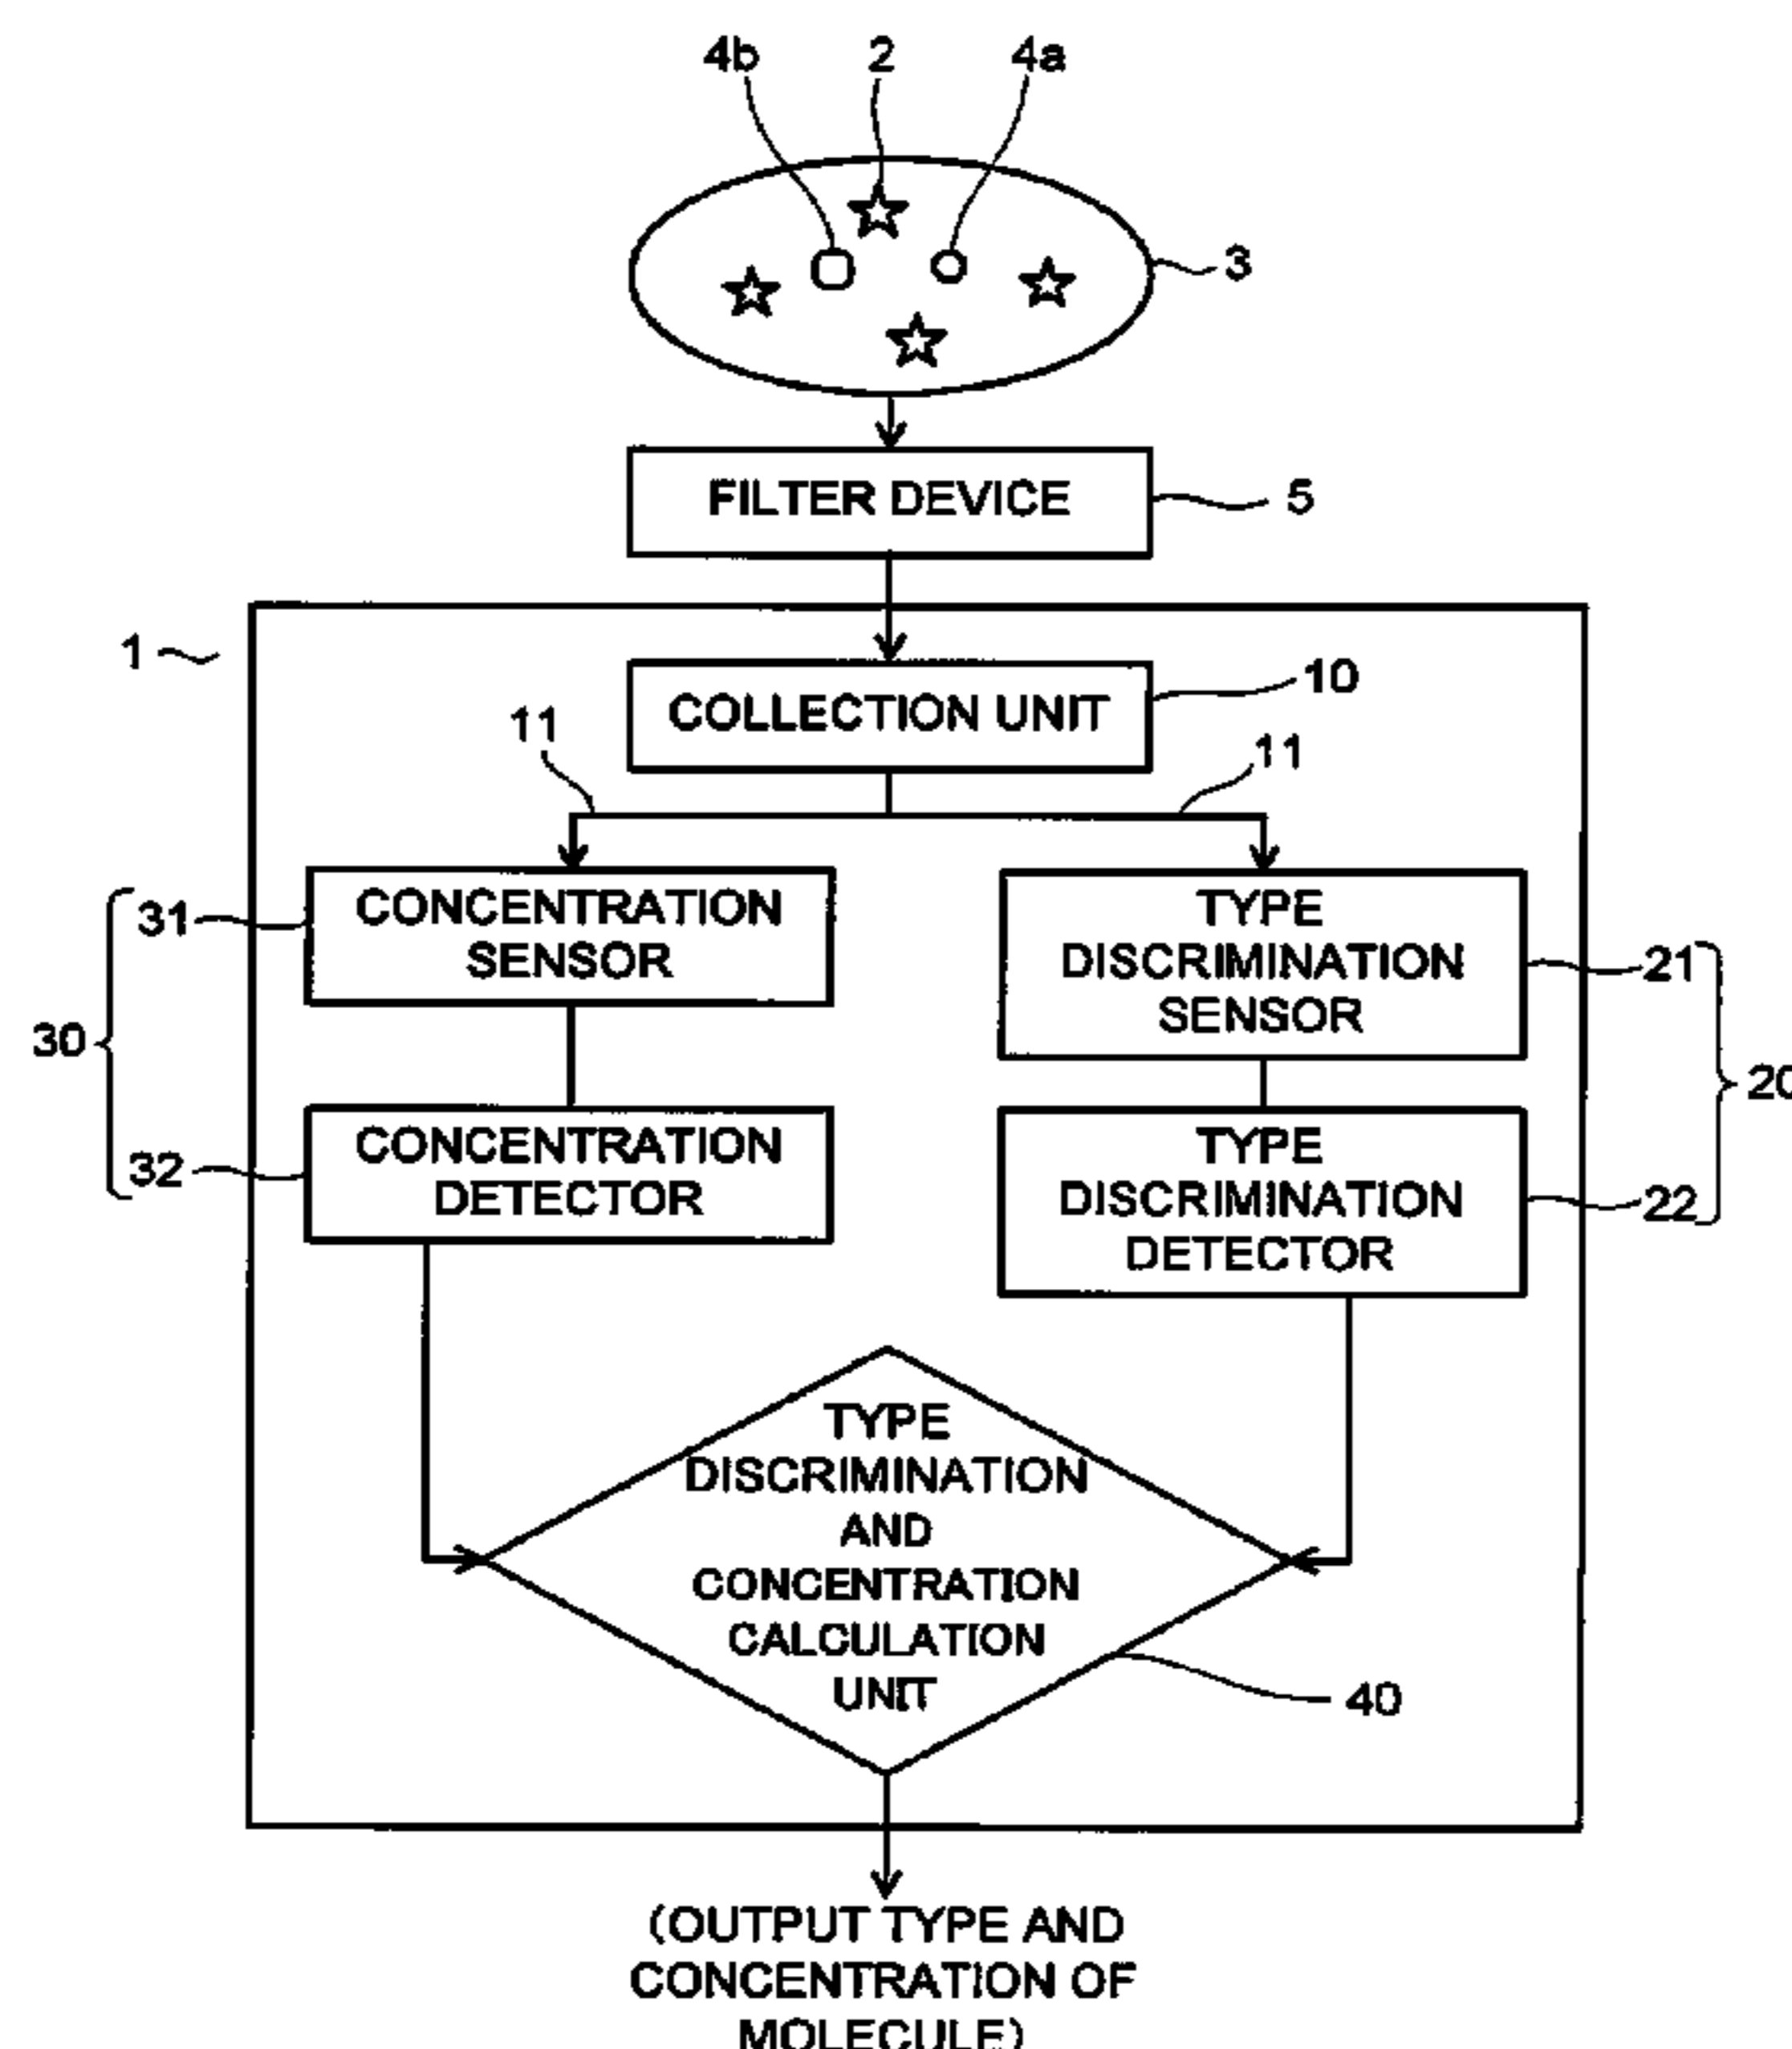 4b 2 4a
3
FILTER DEVICE 5
1
COLLECTION UNIT 10
11 11
31 CONCENTRATION
SENSOR
TYPE
DISCRIMINATION
SENSOR 21
30 20
32 CONCENTRATION
DETECTOR
TYPE
DISCRIMINATION
DETECTOR 22
TYPE
DISCRIMINATION
AND
CONCENTRATION
CALCULATION
UNIT
40
(OUTPUT TYPE AND
CONCENTRATION OF
MOLECULE)